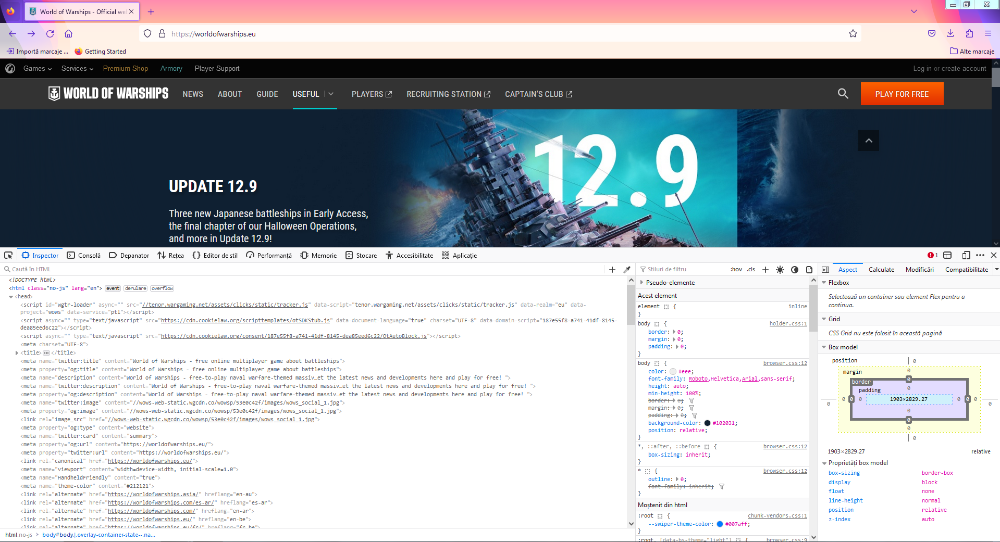 World of Warships - Official we
https://worldofwarships.eu
Importă marcaje ...
Getting Started
Alte marcaje
Games
Services
Premium Shop
Armory
Player Support
Log in or create account
WORLD OF WARSHIPS
NEWS
ABOUT
GUIDE
USEFUL
PLAYERS
RECRUITING STATION
CAPTAIN'S CLUB
PLAY FOR FREE
12.9
UPDATE 12.9
Three new Japanese battleships in Early Access,
the final chapter of our Halloween Operations,
and more in Update 12.9!
Inspector
Consolă
Depanator
Rețea
Editor de stil
Performanță
Memorie
Stocare
Accesibilitate
Aplicație
1
Caută în HTML
<!DOCTYPE html>
<html class="no-js" lang="en"> event derulare overflow
<head>
<script id="wgtr-loader" async="" src="//tenor.wargaming.net/assets/clicks/static/tracker.js" data-script="tenor.wargaming.net/assets/clicks/static/tracker.js" data-realm="eu" data-
project="wows" data-service="ptl"></script>
<script async="" type="text/javascript" src="https://cdn.cookielaw.org/scripttemplates/otSDKStub.js" data-document-language="true" charset="UTF-8" data-domain-script="187e55f8-a741-41df-8145-
dea85eed6c22"></script>
<script async="" type="text/javascript" src="https://cdn.cookielaw.org/consent/187e55f8-a741-41df-8145-dea85eed6c22/OtAutoBlock.js"></script>
<meta charset="UTF-8">
<title> ••• </title>
<meta name="twitter:title" content="World of Warships - free online multiplayer game about battleships">
<meta property="og:title" content="World of Warships - free online multiplayer game about battleships">
<meta name="description" content="World of Warships - free-to-play naval warfare-themed massiv…et the latest news and developments here and play for free! ">
<meta name="twitter:description" content="World of Warships - free-to-play naval warfare-themed massiv…et the latest news and developments here and play for free! ">
<meta property="og:description" content="World of Warships - free-to-play naval warfare-themed massiv…et the latest news and developments here and play for free! ">
<meta name="twitter:image" content="//wows-web-static.wgcdn.co/wowsp/53e0c42f/images/wows_social_1.jpg">
<meta property="og:image" content="//wows-web-static.wgcdn.co/wowsp/53e0c42f/images/wows_social_1.jpg">
<link rel="image_src" href="//wows-web-static.wgcdn.co/wowsp/53e0c42f/images/wows_social_1.jpg">
<meta property="og:type" content="website">
<meta name="twitter:card" content="summary">
<meta property="og:url" content="https://worldofwarships.eu/">
<meta property="twitter:url" content="https://worldofwarships.eu/">
<link rel="canonical" href="https://worldofwarships.eu/">
<meta name="viewport" content="width=device-width, initial-scale=1.0">
<meta name="HandheldFriendly" content="true">
<meta name="theme-color" content="#212121">
<link rel="alternate" href="https://worldofwarships.asia/" hreflang="en-au">
<link rel="alternate" href="https://worldofwarships.com/es-ar/" hreflang="es-ar">
<link rel="alternate" href="https://worldofwarships.com/" hreflang="en-ar">
<link rel="alternate" href="https://worldofwarships.eu/" hreflang="en-be">
<link rel="alternate" href="https://worldofwarships.eu/fr/" hreflang="fr-be">
html.no-js
body#body.|.overlay-container-state--.na...
Stiluri de filtru
:hov .cls
Pseudo-elemente
Acest element
element { inline
}
body { holder.css:1
border: 0;
margin: 0;
padding: 0;
}
body { browser.css:12
color: #eee;
font-family: Roboto,Helvetica,Arial,sans-serif;
height: auto;
min-height: 100%;
border: 0;
margin: 0;
padding: 0;
background-color: #102031;
position: relative;
}
*, ::after, ::before { browser.css:12
box-sizing: inherit;
}
* { browser.css:12
outline: 0;
font-family: inherit;
}
Moștenit din html
:root { chunk-vendors.css:1
--swiper-theme-color: #007aff;
}
:root, [data-bs-theme="light"] { browser.css:9
Aspect
Calculate
Modificări
Compatibilitate
Flexbox
Selectează un container sau element Flex pentru a
continua.
Grid
CSS Grid nu este folosit în această pagină
Box model
position 0
margin 0
border 0
padding 0
0 0 0 0 1903×2829.27 0 0 0 0
0
0
0
0
1903×2829.27 relative
Proprietăți box model
box-sizing border-box
display block
float none
line-height normal
position relative
z-index auto